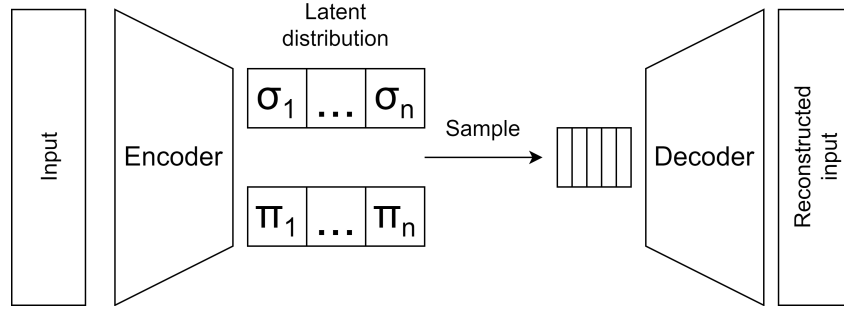 Input
Encoder
Latent
distribution
σ1 ... σn
π1 ... πn
Sample
Decoder
Reconstructed
input